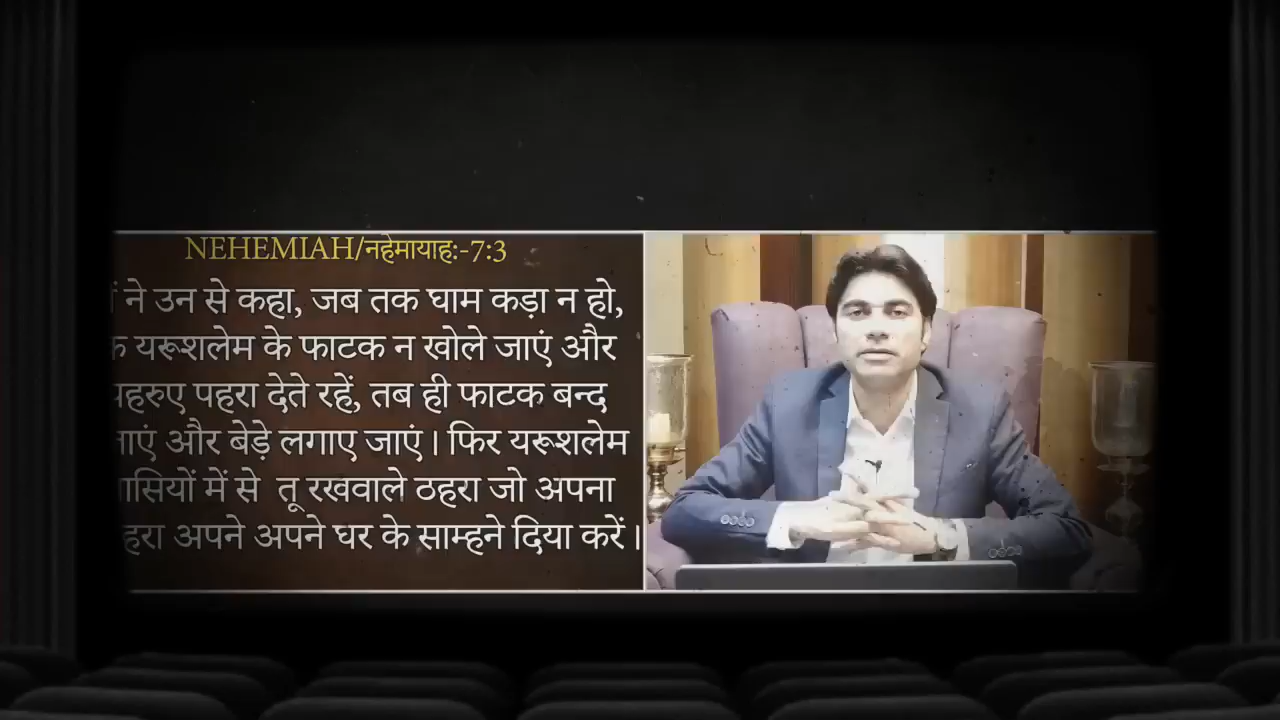 NEHEMIAH/नहेमायाह:-7:3
ने उन से कहा, जब तक घाम कड़ा न हो,
यरूशलेम के फाटक न खोले जाएं और
पहरा देते रहें, तब ही फाटक बन्द
और बेड़े लगाए जाएं। फिर यरूशलेम
में से तू रखवाले ठहरा जो अपना
अपने अपने घर के साम्हने दिया करें।